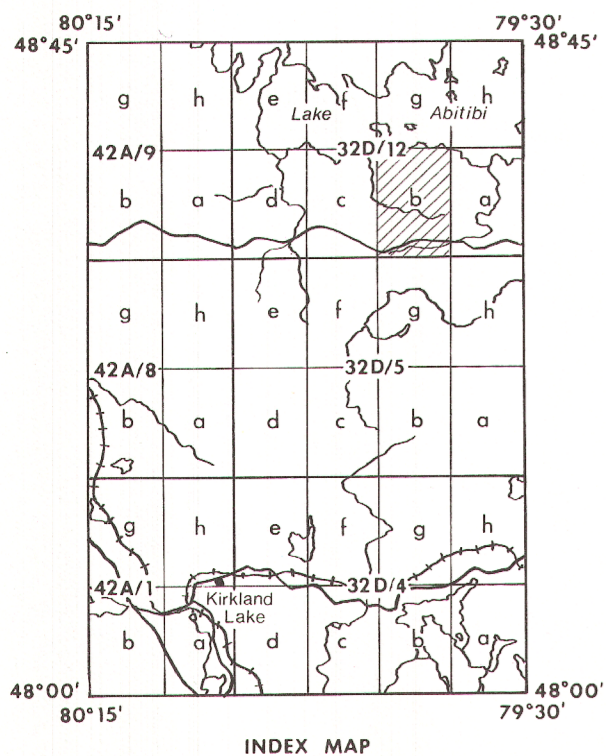 80°15' 79°30'
48°45' 48°45'
g h e f g h
Lake Abitibi
42A/9 32D/12
b a d c b a
g h e f g h
42A/8 32D/5
b a d c b a
g h e f g h
42A/1 32D/4
Kirkland
Lake
b a d c b a
48°00' 48°00'
80°15' 79°30'
INDEX MAP